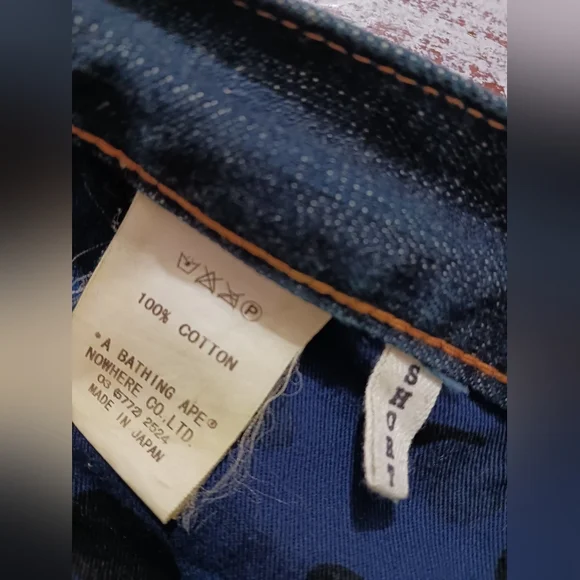 Ⓟ
100% COTTON
*A BATHING APE®
NOWHERE CO.,LTD.
03 (5772) 2524
MADE IN JAPAN
SHORT